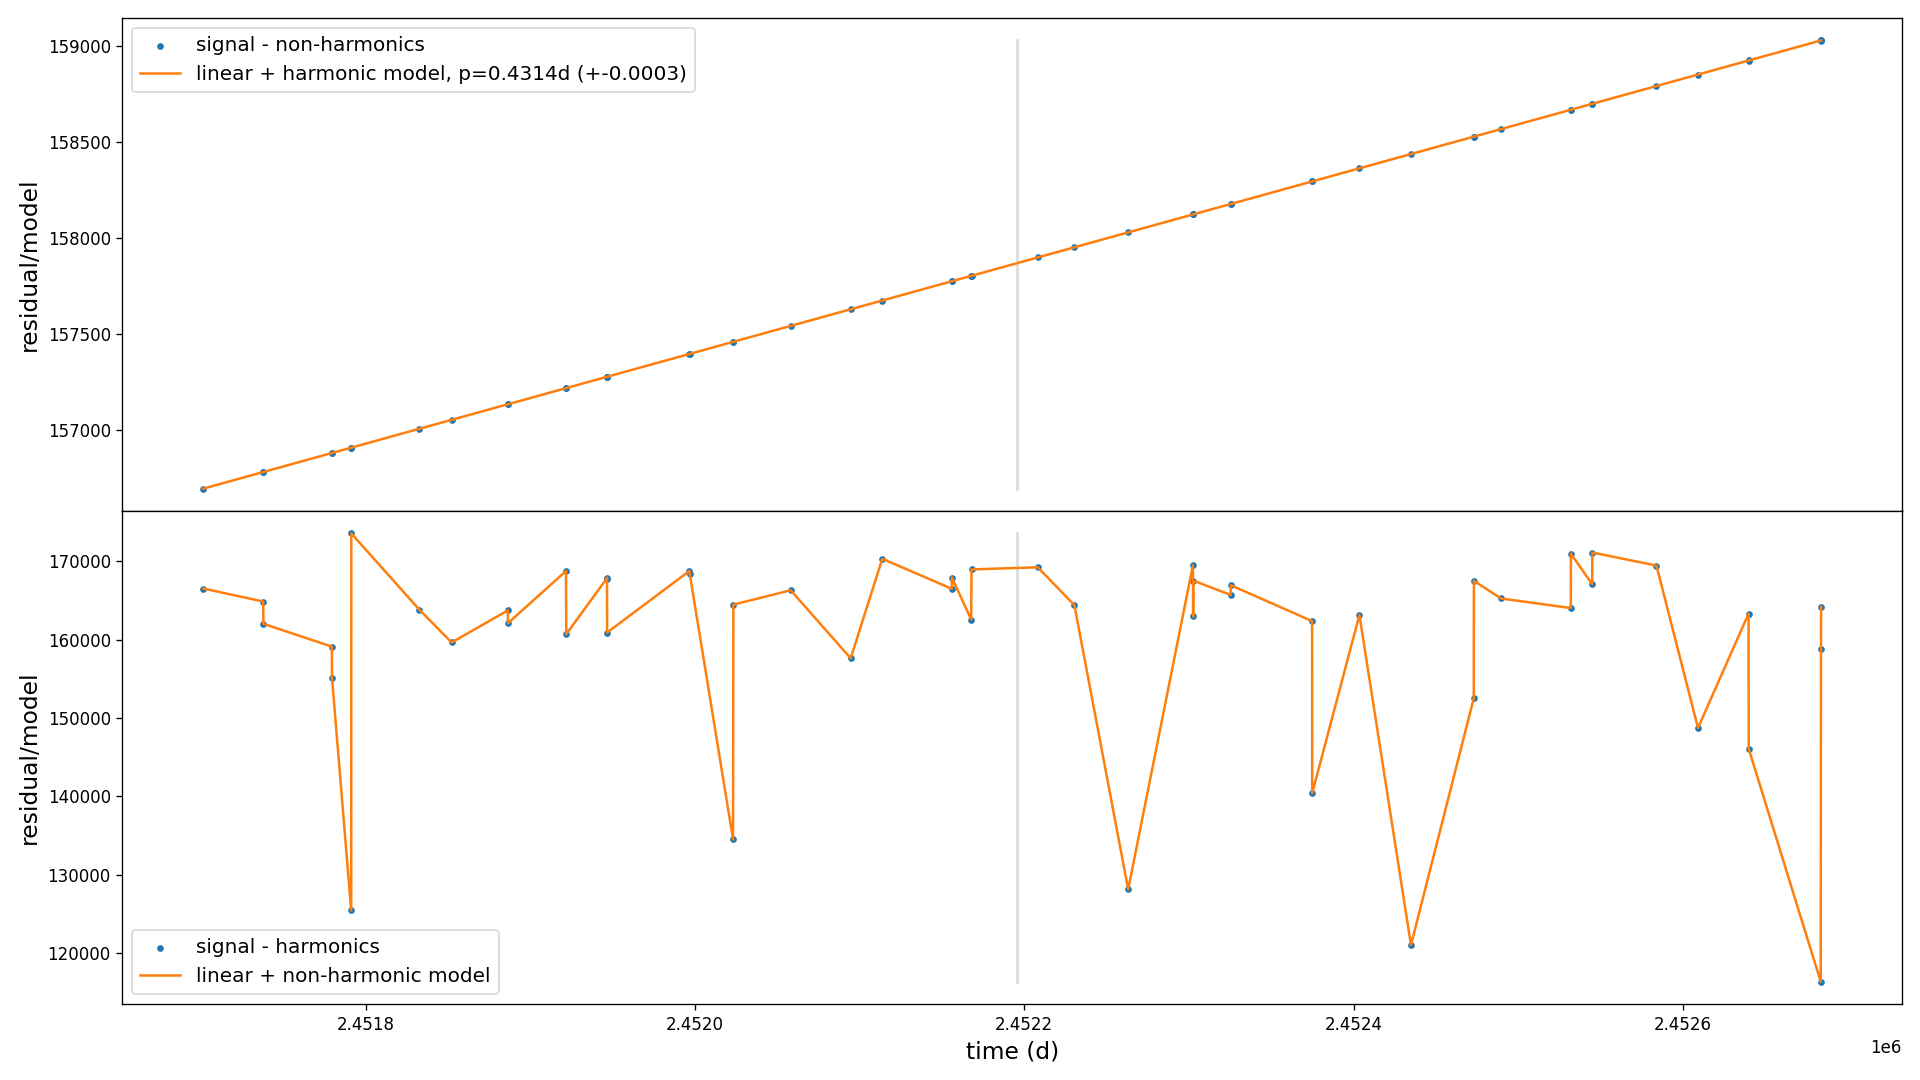 159000
158500
158000
157500
157000
residual/model
signal - non-harmonics
linear + harmonic model, p=0.4314d (+-0.0003)
170000
160000
150000
140000
130000
120000
residual/model
signal - harmonics
linear + non-harmonic model
2.4518
2.4520
2.4522
2.4524
2.4526
1e6
time (d)